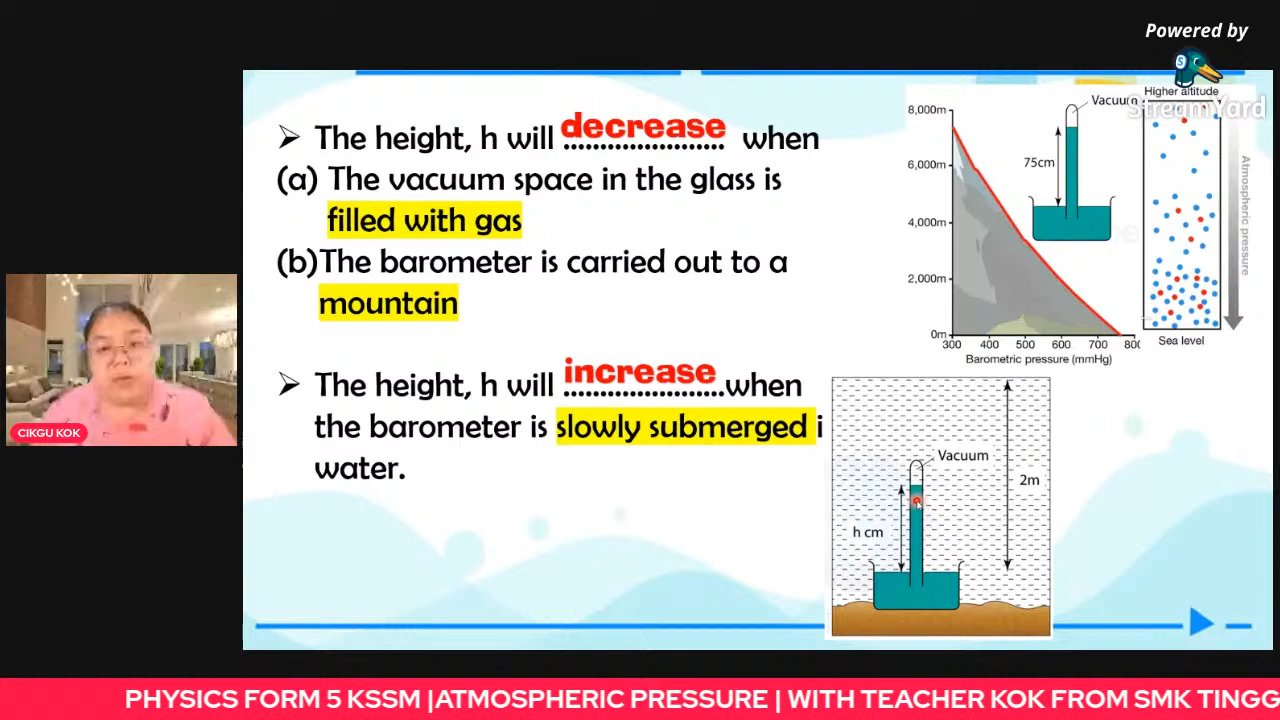 Powered by
StreamYard
The height, h will decrease when
(a) The vacuum space in the glass is
filled with gas
(b)The barometer is carried out to a
mountain
The height, h will increase when
the barometer is slowly submerged i
water.
8,000m
6,000m
4,000m
2,000m
0m
300 400 500 600 700 80
Barometric pressure (mmHg)
Vacuum
75cm
Higher altitude
Atmospheric pressure
Sea level
Vacuum
2m
h cm
CIKGU KOK
PHYSICS FORM 5 KSSM |ATMOSPHERIC PRESSURE | WITH TEACHER KOK FROM SMK TINGG